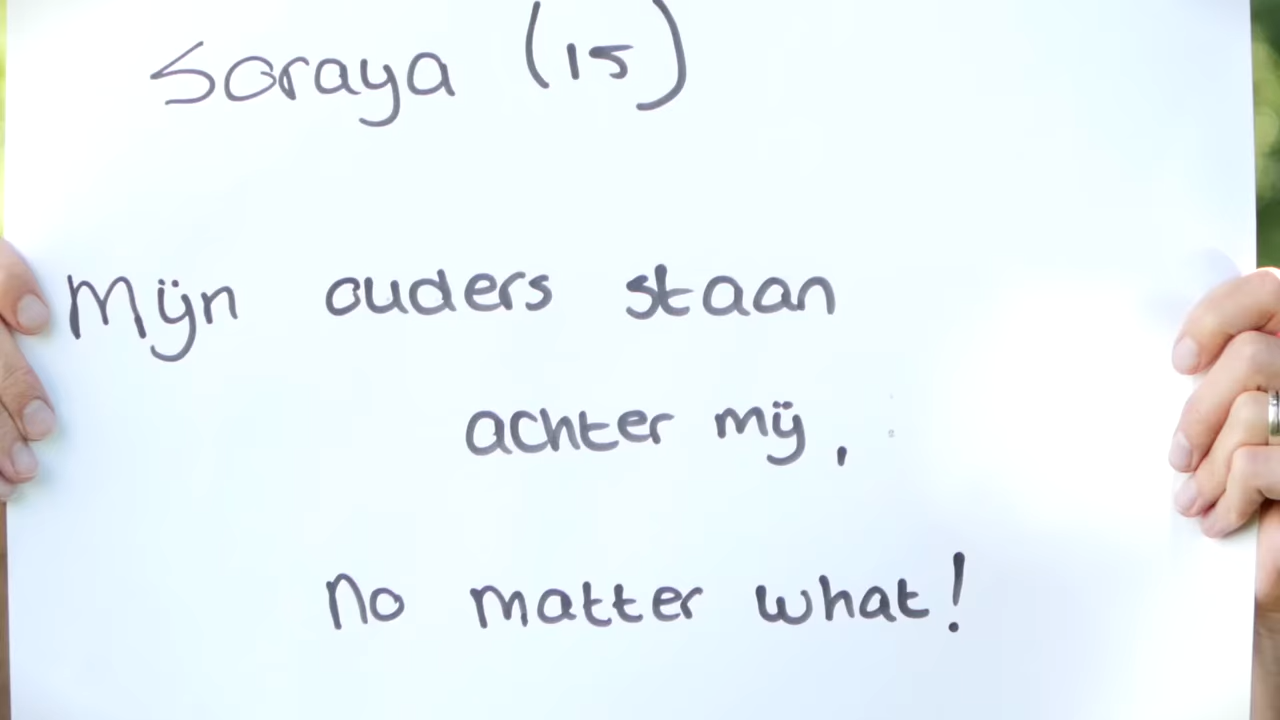 Soraya (15)
Mijn ouders staan
achter mij,
no matter what!